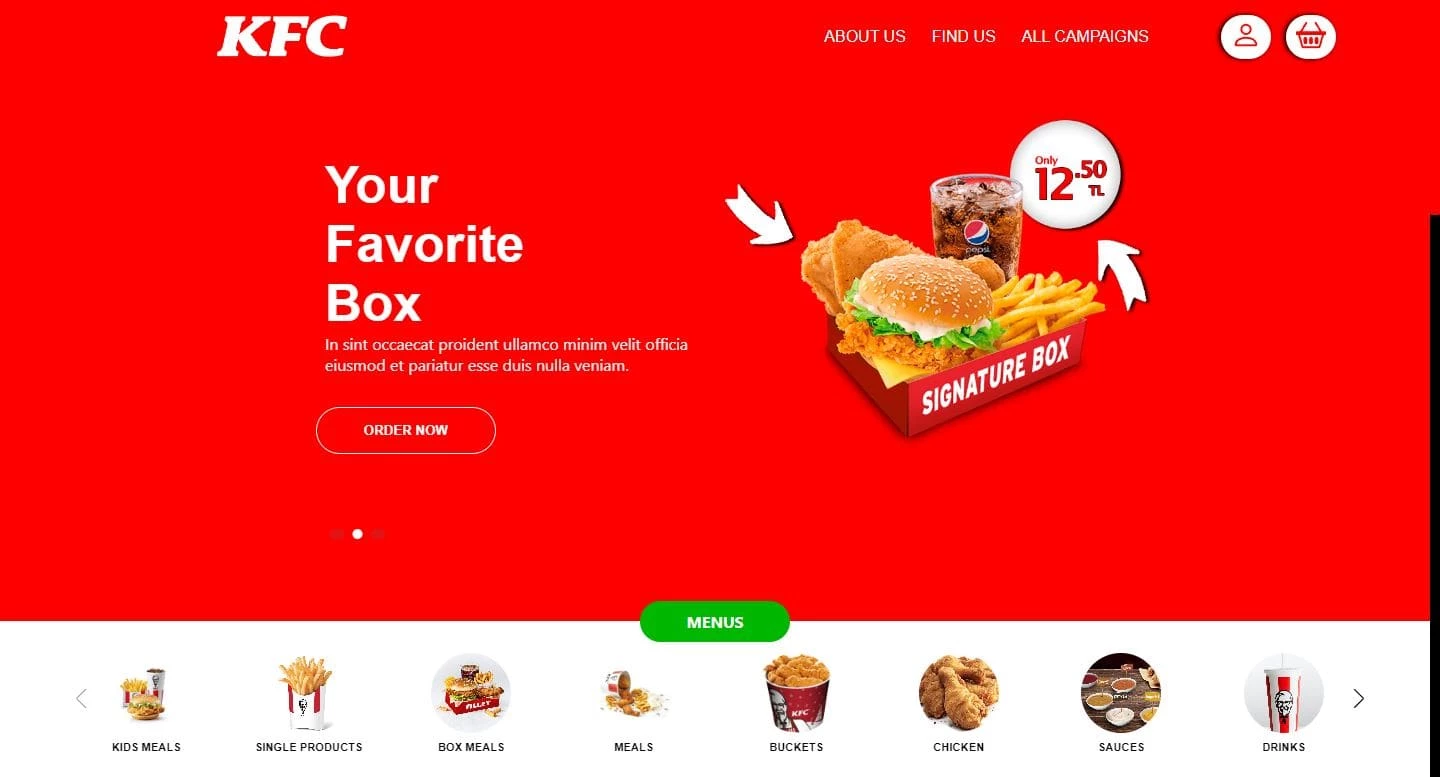 KFC
ABOUT US
FIND US
ALL CAMPAIGNS
Your
Favorite
Box
In sint occaecat proident ullamco minim velit officia
eiusmod et pariatur esse duis nulla veniam.
ORDER NOW
Only
12.50
TL
pepsi
SIGNATURE BOX
MENUS
KFC
KIDS MEALS
SINGLE PRODUCTS
BOX MEALS
MEALS
BUCKETS
CHICKEN
SAUCES
DRINKS